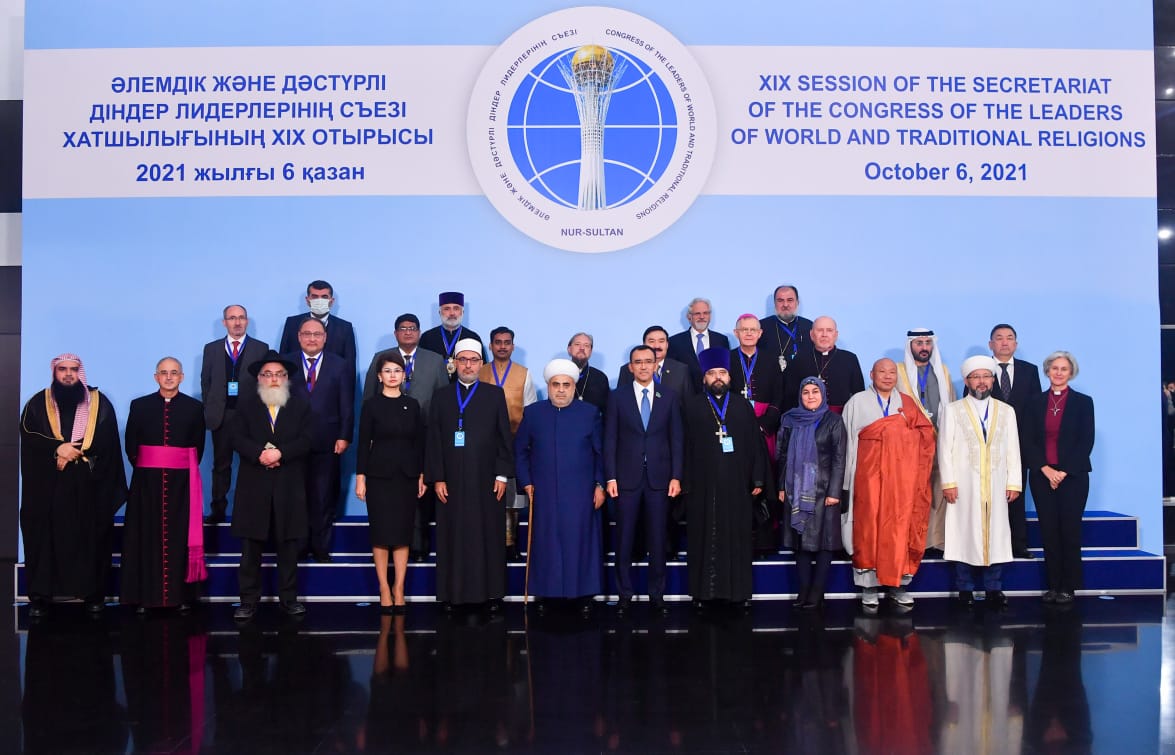 ӘЛЕМДІК ЖӘНЕ ДӘСТҮРЛІ
ДІНДЕР ЛИДЕРЛЕРІНІҢ СЪЕЗІ
ХАТШЫЛЫҒЫНЫҢ XIX ОТЫРЫСЫ
2021 жылғы 6 қазан
ӘЛЕМДІК ЖӘНЕ ДӘСТҮРЛІ ДІНДЕР ЛИДЕРЛЕРІНІҢ СЪЕЗІ
CONGRESS OF THE LEADERS OF WORLD AND TRADITIONAL RELIGIONS
NUR-SULTAN
XIX SESSION OF THE SECRETARIAT
OF THE CONGRESS OF THE LEADERS
OF WORLD AND TRADITIONAL RELIGIONS
October 6, 2021